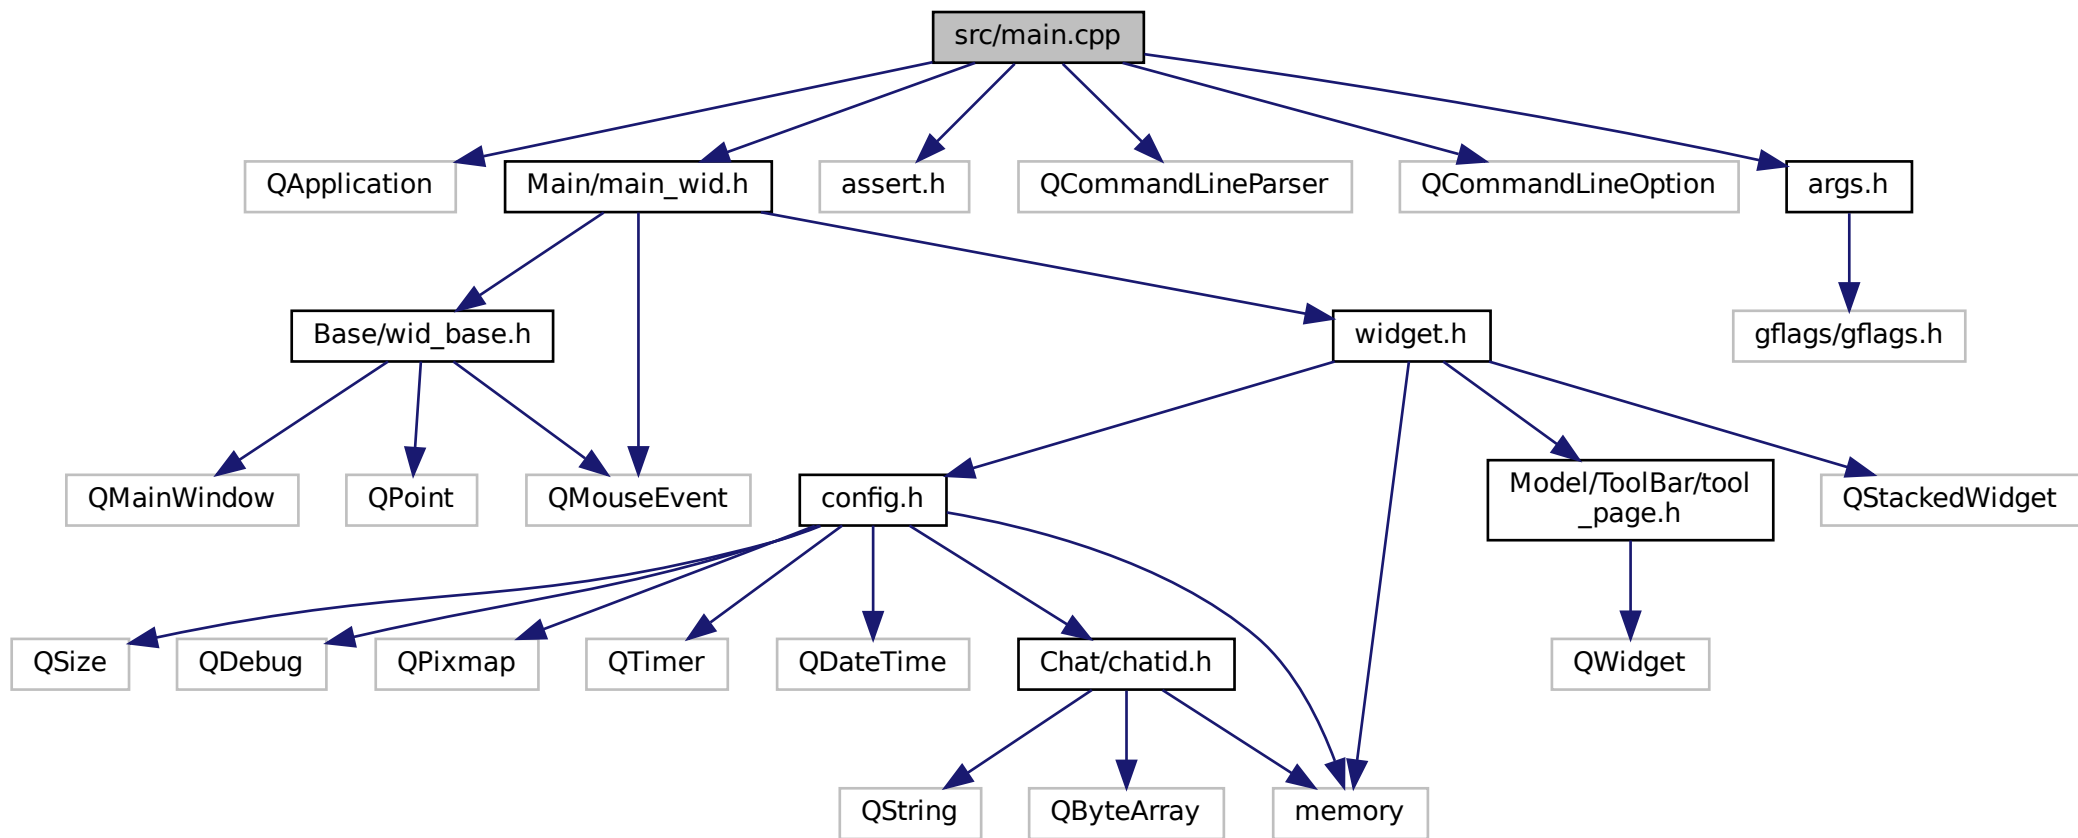 src/main.cpp
QApplication
Main/main_wid.h
assert.h
QCommandLineParser
QCommandLineOption
args.h
Base/wid_base.h
widget.h
gflags/gflags.h
QMainWindow
QPoint
QMouseEvent
config.h
Model/ToolBar/tool
_page.h
QStackedWidget
QSize
QDebug
QPixmap
QTimer
QDateTime
Chat/chatid.h
QWidget
QString
QByteArray
memory